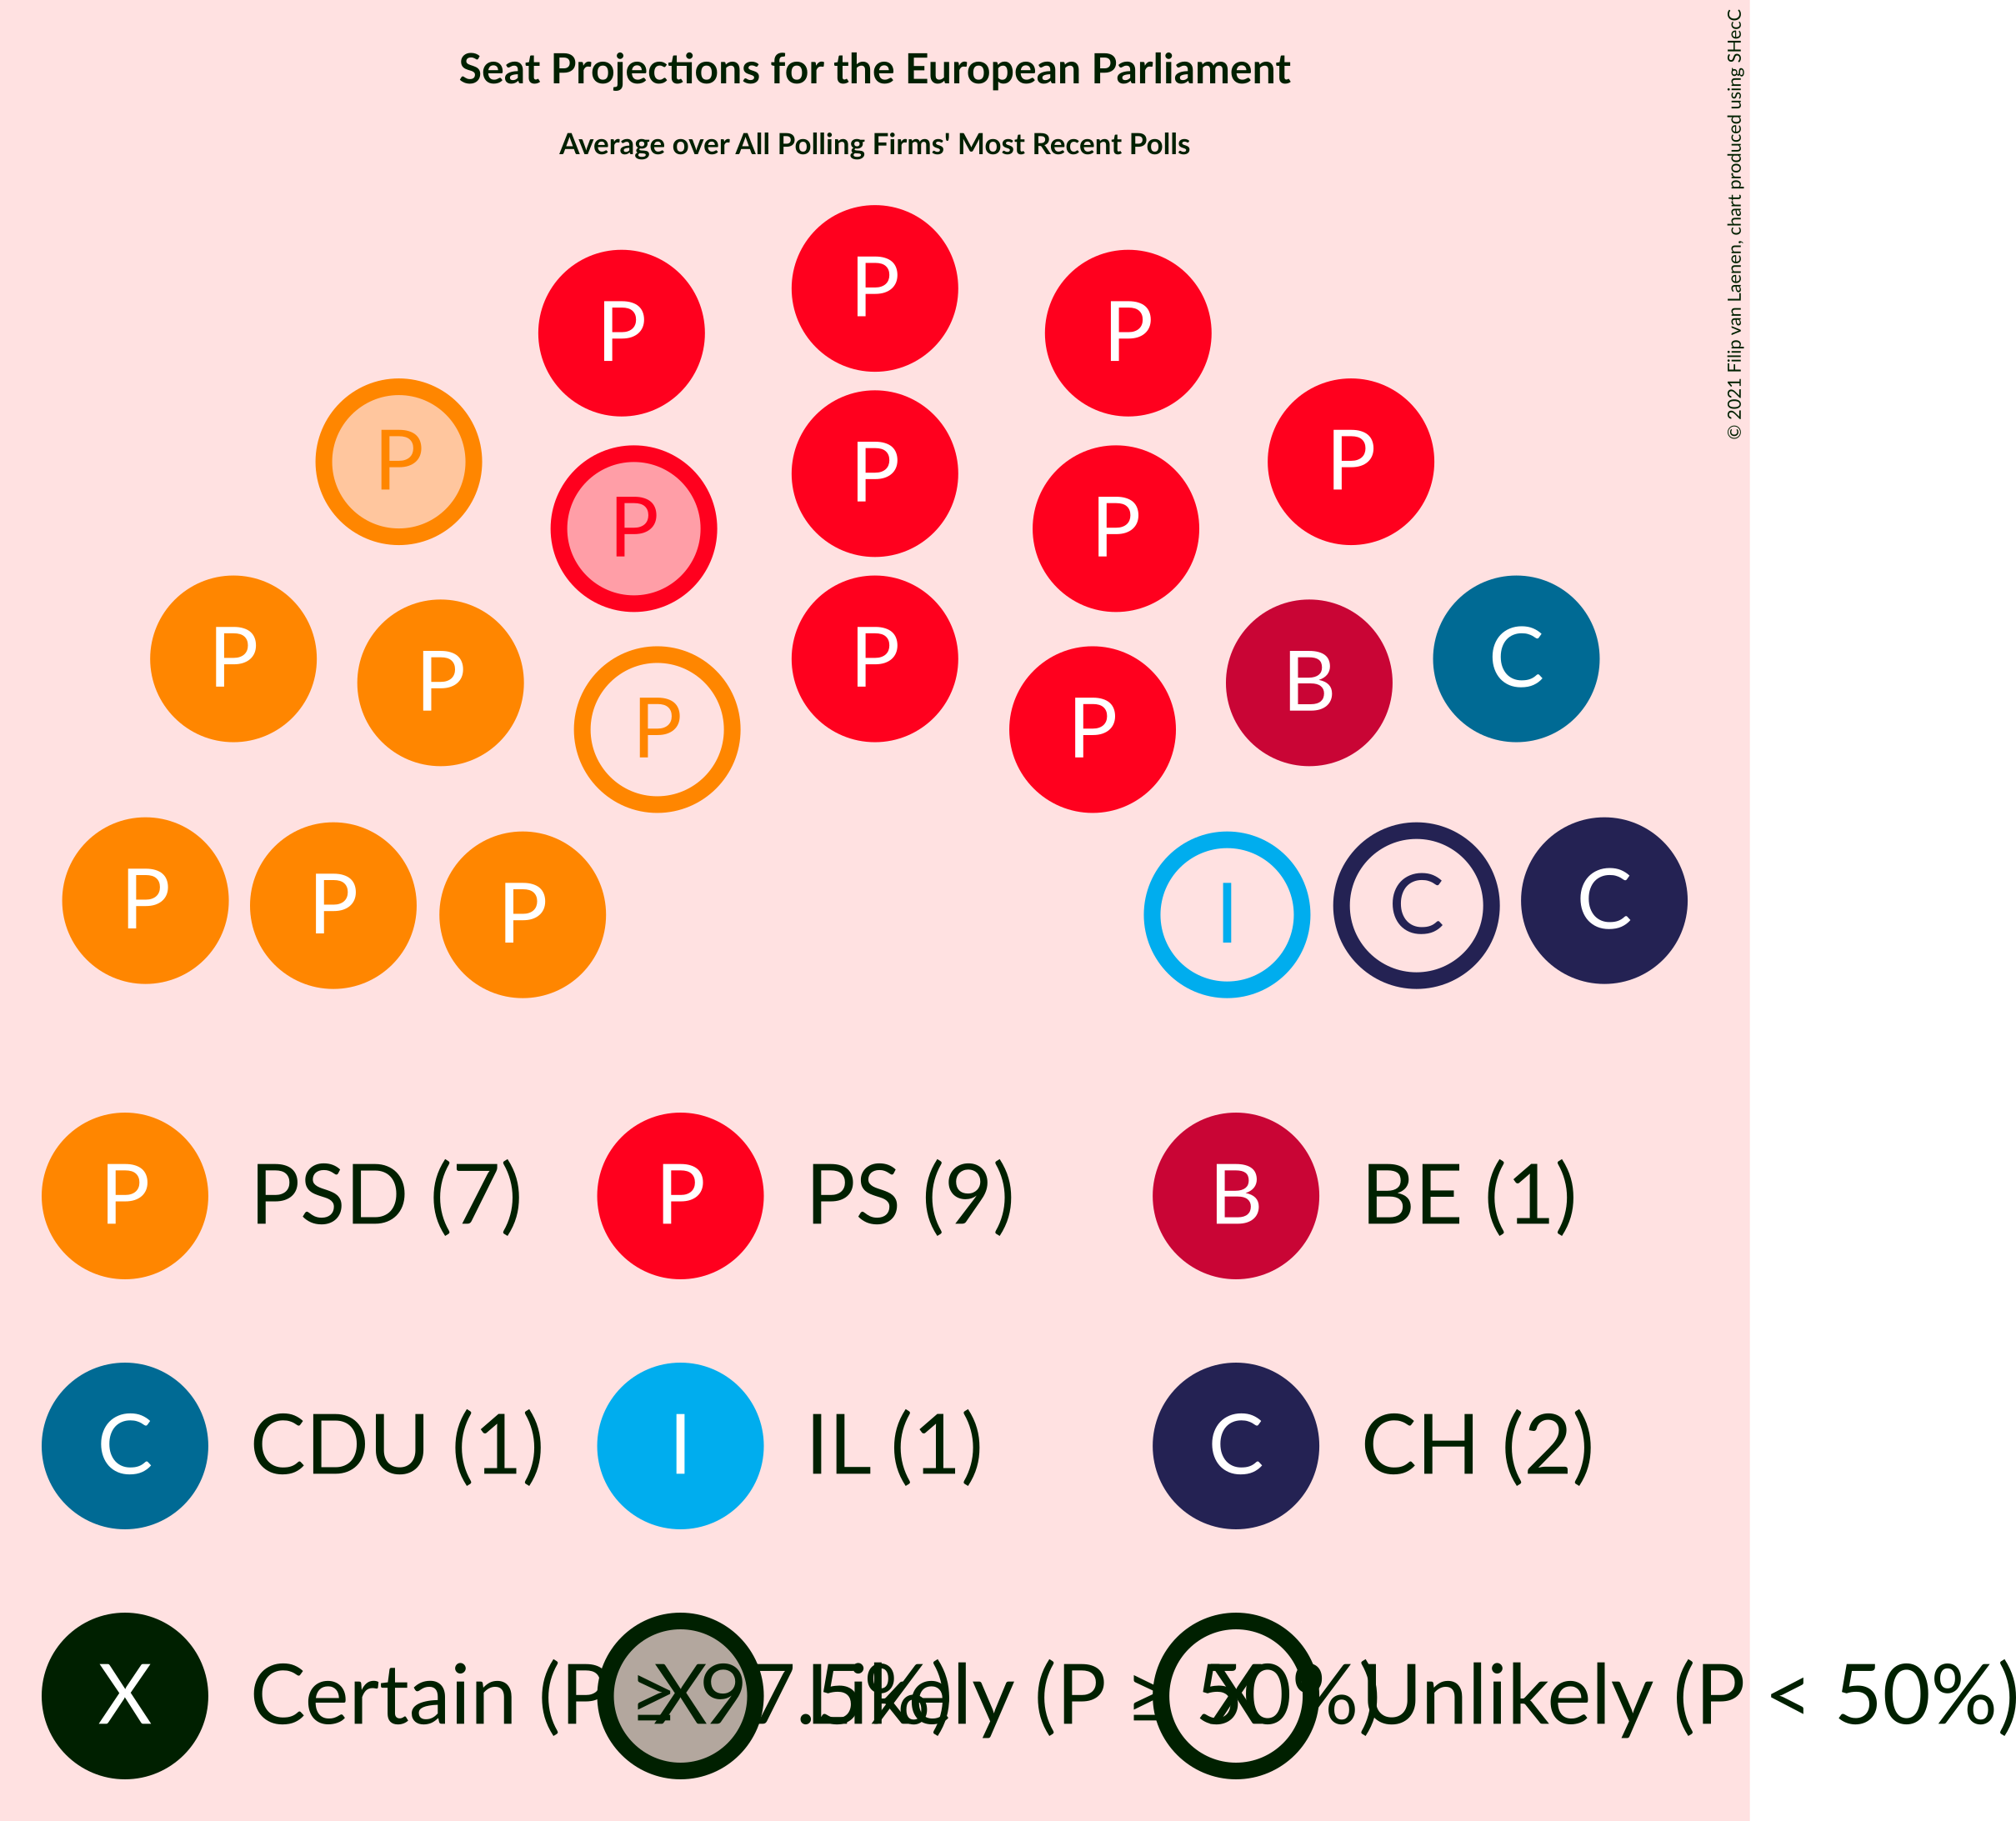 Seat Projections for the European Parliament
Average over All Polling Firms' Most Recent Polls
© 2021 Filip van Laenen, chart produced using SHecC
P
P P
P P
P
P P
P
P C
P B
P P
P P
P C
I
P PSD (7) P PS (9) B BE (1)
C CDU (1) I IL (1) C CH (2)
X Certain (P X Likely (P ≥ 50%) X Unlikely (P < 50%)